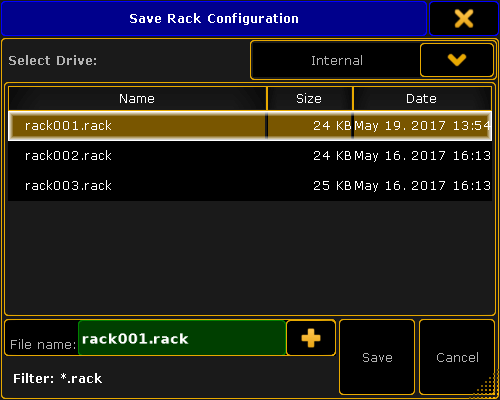 Save Rack Configuration
Select Drive: Internal
Name Size Date
rack001.rack 24 KB May 19. 2017 13:54
rack002.rack 24 KB May 16. 2017 16:13
rack003.rack 25 KB May 16. 2017 16:13
File name: rack001.rack Save Cancel
Filter: *.rack